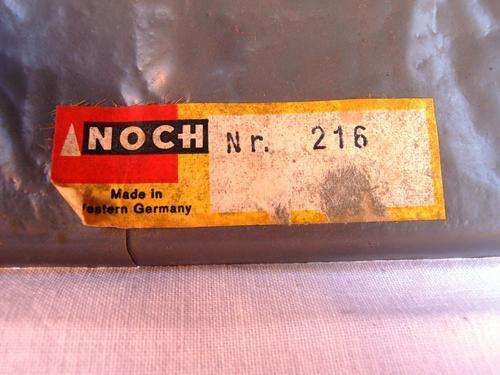 NOCH
Nr. 216
Made in
estern Germany